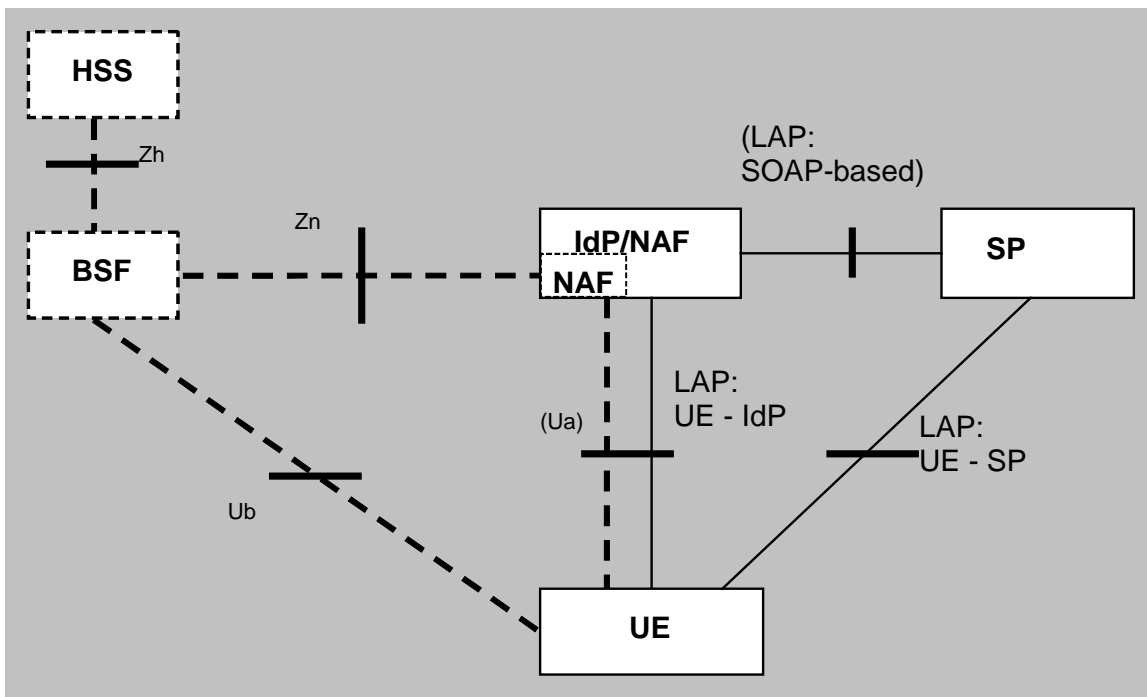 HSS
Zh
(LAP:
SOAP-based)
Zn
IdP/NAF
NAF
BSF
SP
LAP:
UE - IdP
(Ua)
LAP:
UE - SP
Ub
UE